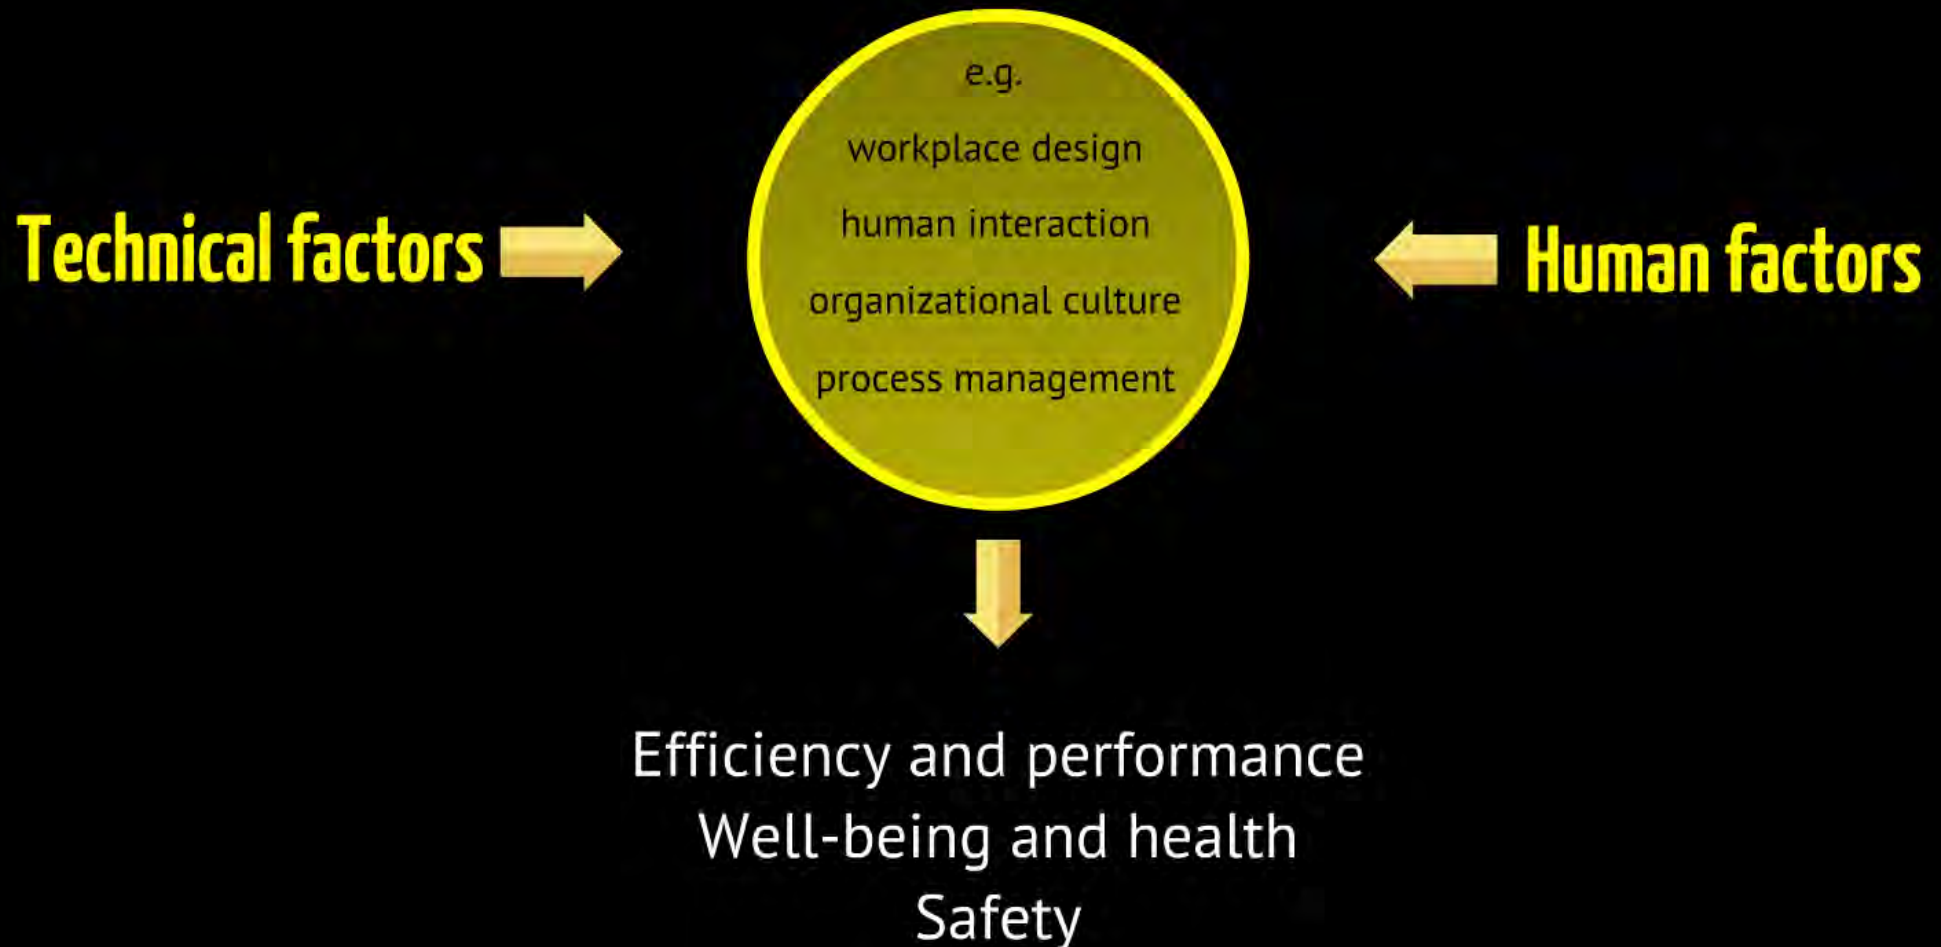 e.g.
workplace design
human interaction
organizational culture
process management
Technical factors
Human factors
Efficiency and performance
Well-being and health
Safety